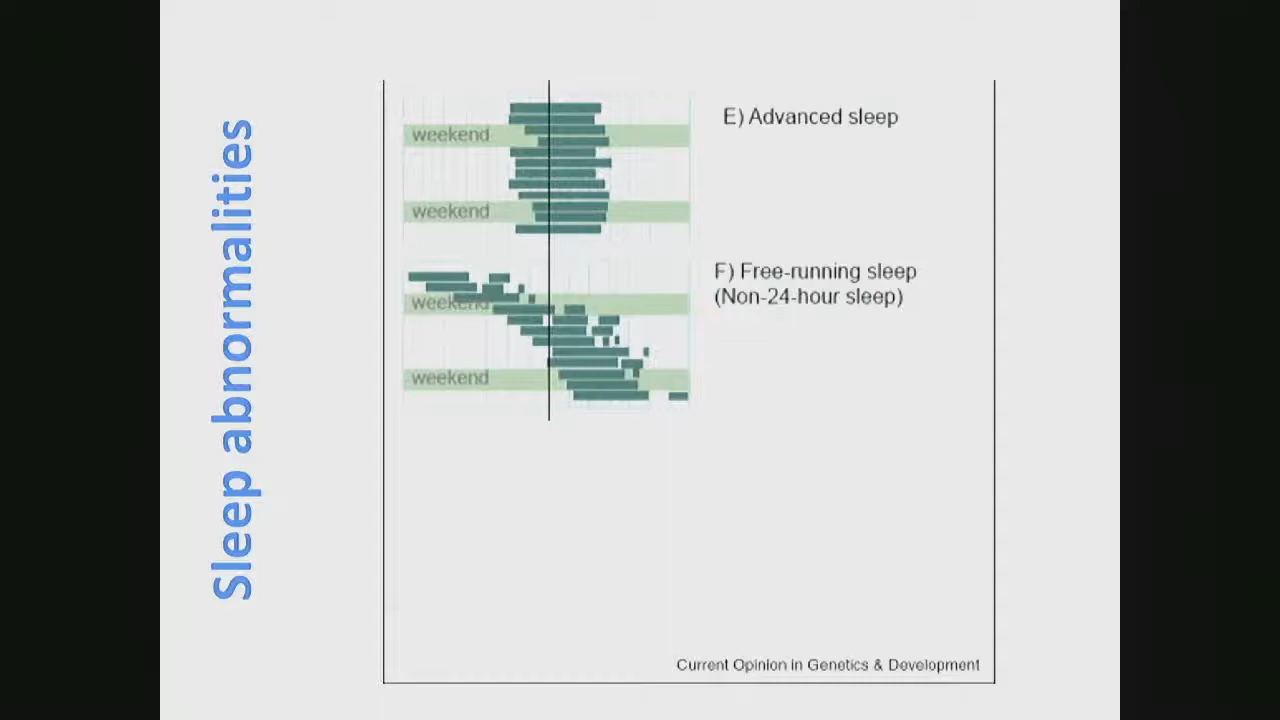 Sleep abnormalities
weekend
weekend
E) Advanced sleep
weekend
weekend
F) Free-running sleep
(Non-24-hour sleep)
Current Opinion in Genetics & Development